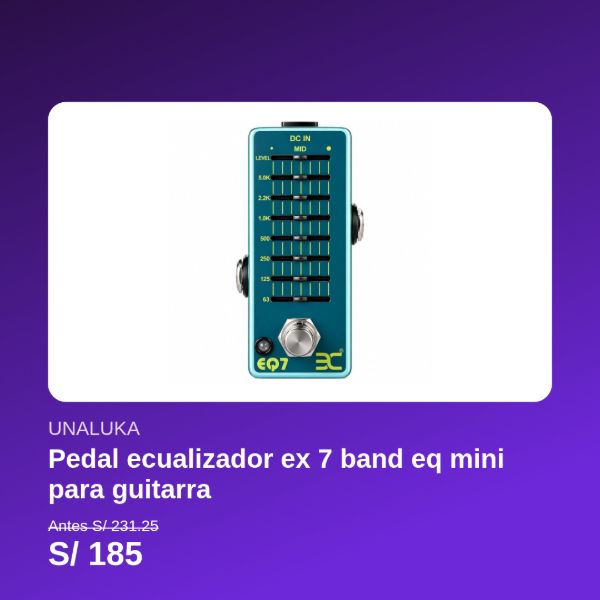 DC IN
MID
LEVEL
5.0K
2.2K
1.0K
500
250
125
63
EQ7
UNALUKA
Pedal ecualizador ex 7 band eq mini
para guitarra
Antes S/ 231.25
S/ 185